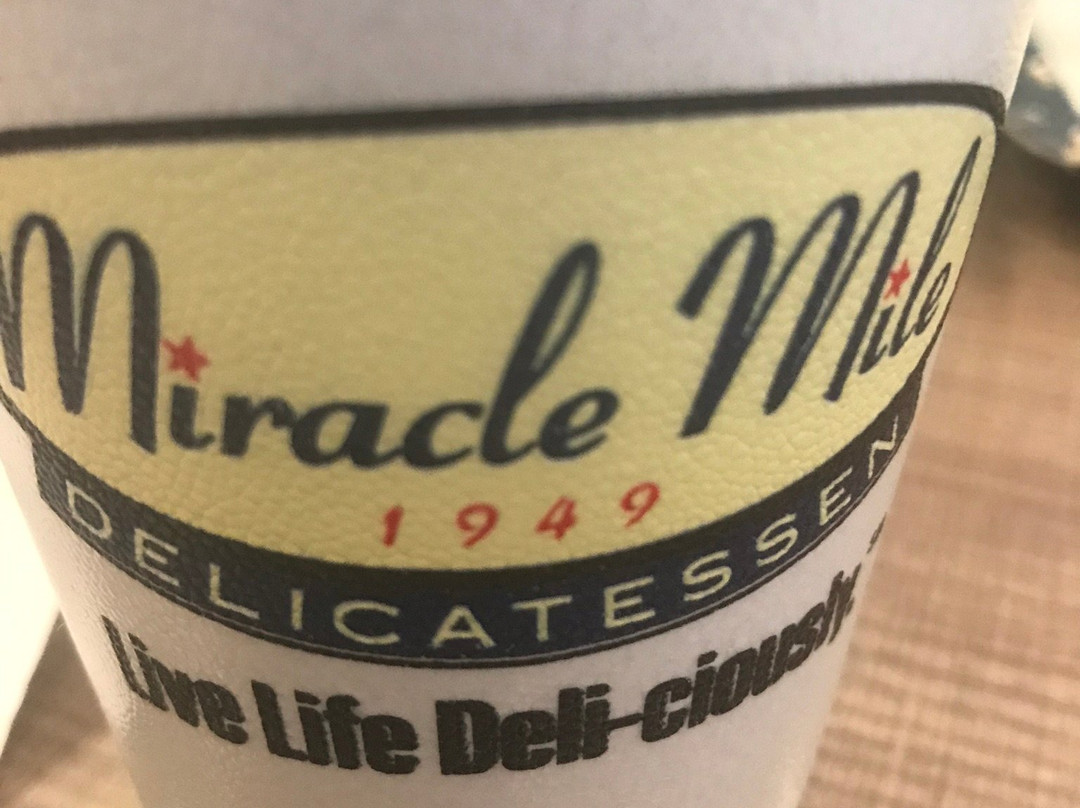 Miracle Mile
1949
DELICATESSEN
Live Life Deli-ciously